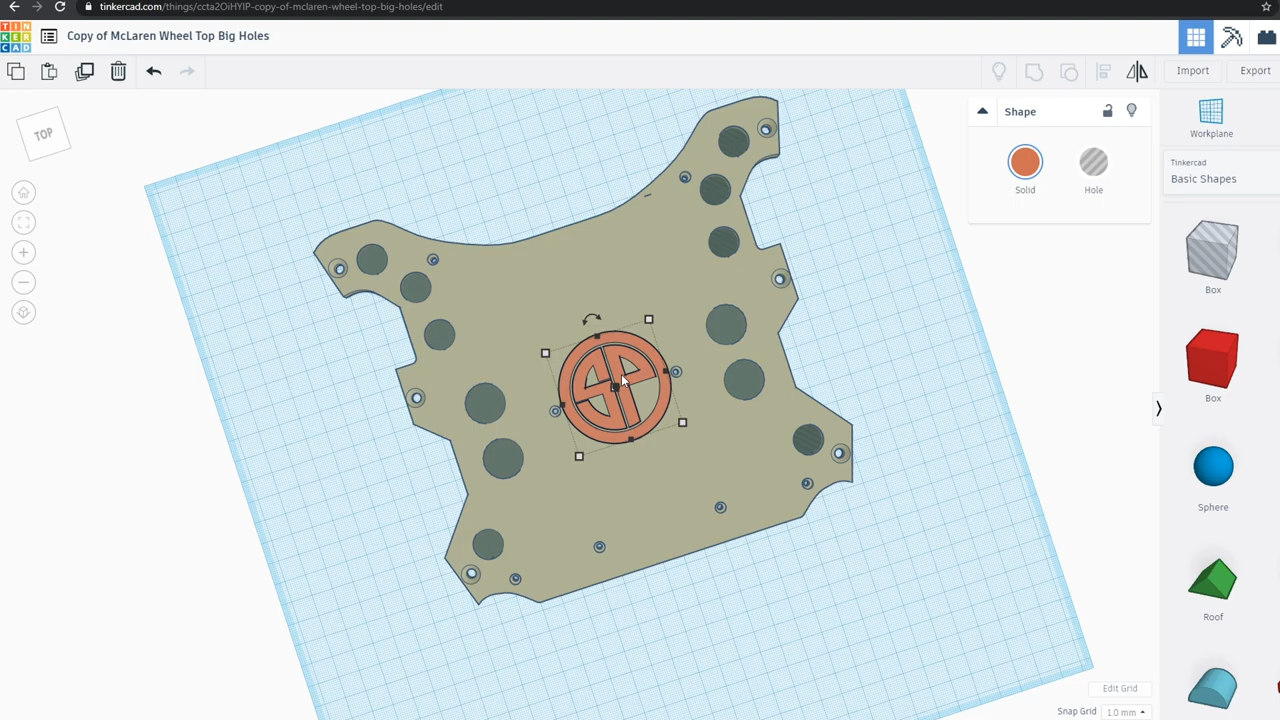 tinkercad.com/things/ccta2OiHYIP-copy-of-mclaren-wheel-top-big-holes/edit
TIN
KER
CAD
Copy of McLaren Wheel Top Big Holes
Import
Export
TOP
Shape
Solid
Hole
Workplane
Tinkercad
Basic Shapes
Box
Box
Sphere
Roof
Edit Grid
Snap Grid
1.0 mm